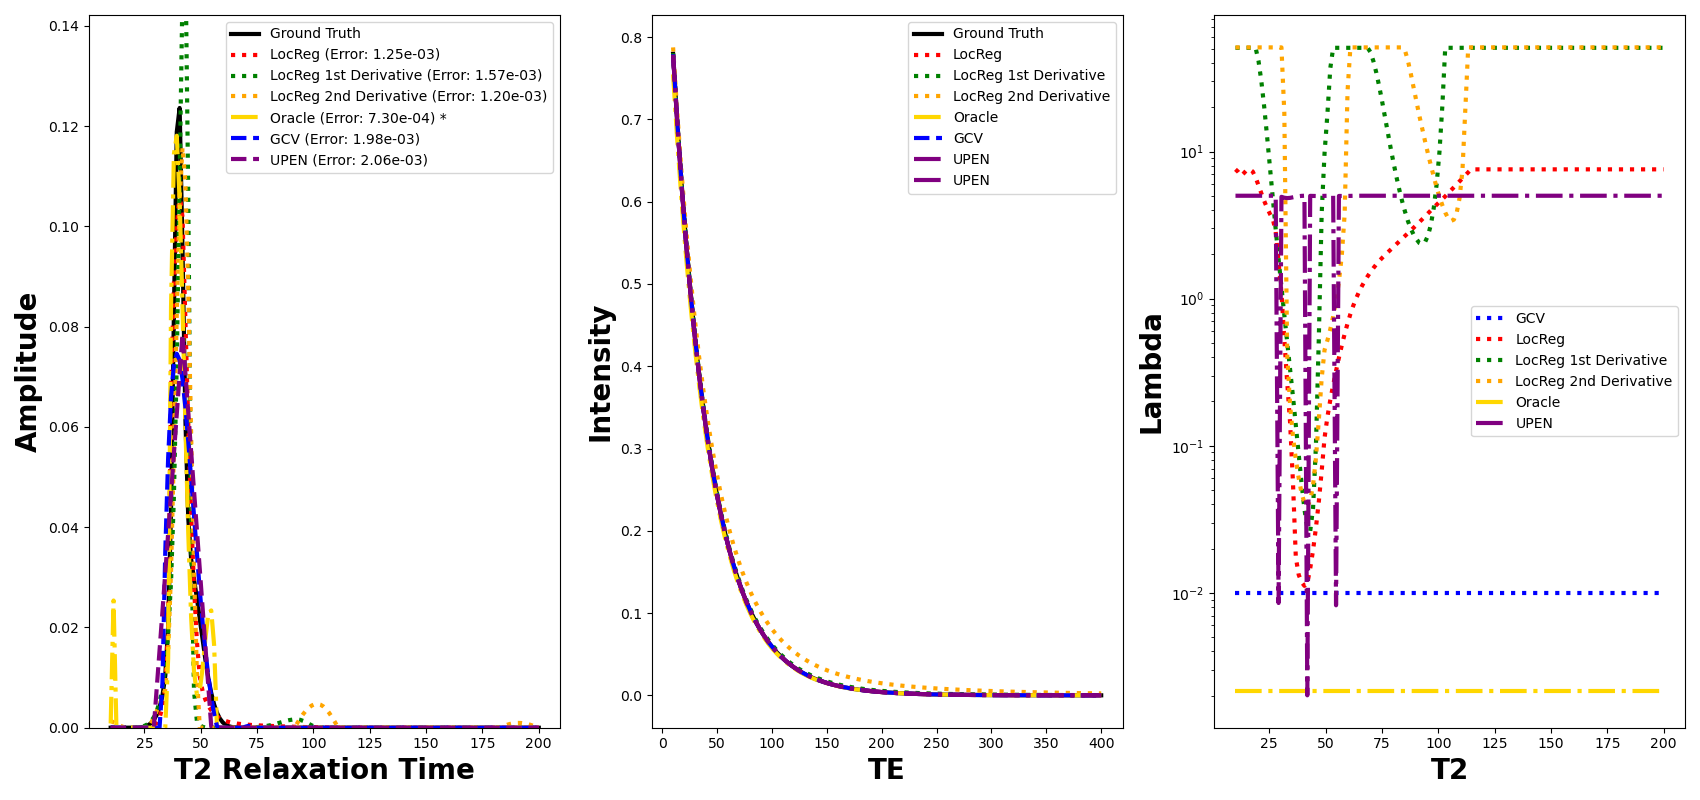 0.14
0.12
0.10
0.08
0.06
0.04
0.02
0.00
25 50 75 100 125 150 175 200
Amplitude
T2 Relaxation Time
Ground Truth
LocReg (Error: 1.25e-03)
LocReg 1st Derivative (Error: 1.57e-03)
LocReg 2nd Derivative (Error: 1.20e-03)
Oracle (Error: 7.30e-04) *
GCV (Error: 1.98e-03)
UPEN (Error: 2.06e-03)
0.8
0.7
0.6
0.5
0.4
0.3
0.2
0.1
0.0
0 50 100 150 200 250 300 350 400
Intensity
TE
Ground Truth
LocReg
LocReg 1st Derivative
LocReg 2nd Derivative
Oracle
GCV
UPEN
UPEN
10¹
10⁰
10⁻¹
10⁻²
25 50 75 100 125 150 175 200
Lambda
T2
GCV
LocReg
LocReg 1st Derivative
LocReg 2nd Derivative
Oracle
UPEN